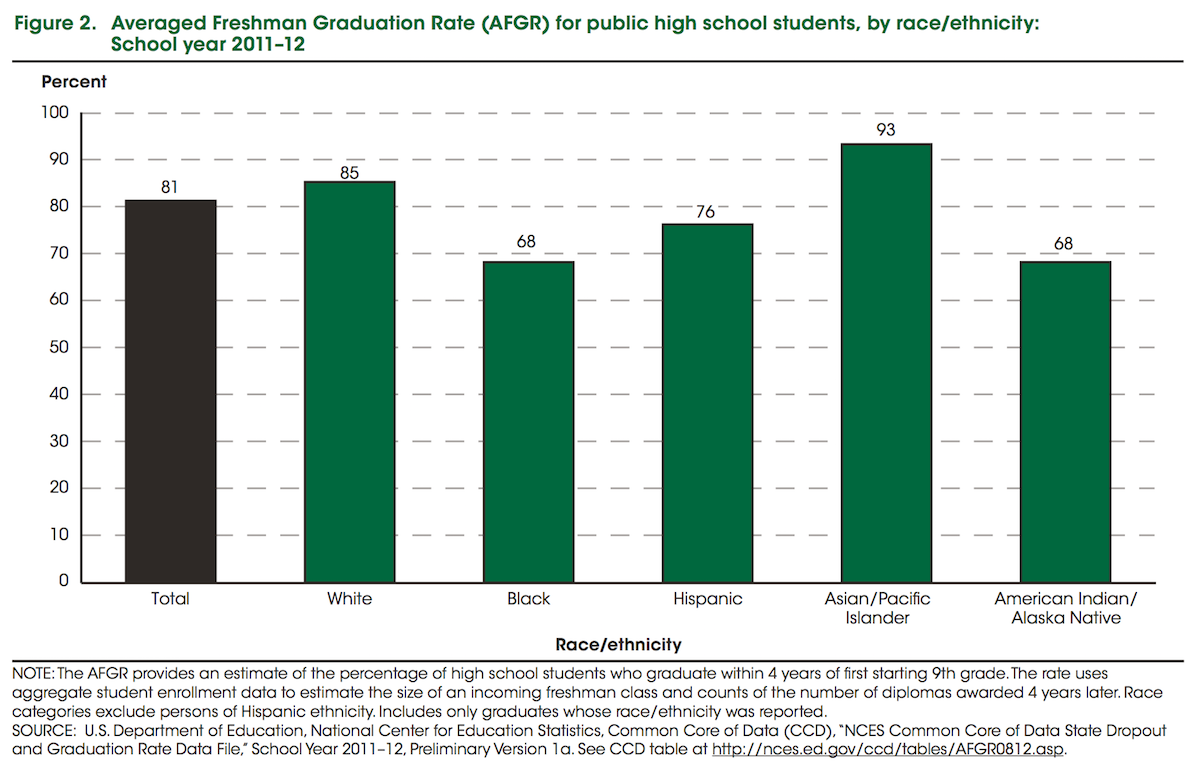 Figure 2. Averaged Freshman Graduation Rate (AFGR) for public high school students, by race/ethnicity:
School year 2011–12
Percent
100
90
80
70
60
50
40
30
20
10
0
81
85
68
76
93
68
Total
White
Black
Hispanic
Asian/Pacific
Islander
American Indian/
Alaska Native
Race/ethnicity
NOTE: The AFGR provides an estimate of the percentage of high school students who graduate within 4 years of first starting 9th grade. The rate uses
aggregate student enrollment data to estimate the size of an incoming freshman class and counts of the number of diplomas awarded 4 years later. Race
categories exclude persons of Hispanic ethnicity. Includes only graduates whose race/ethnicity was reported.
SOURCE: U.S. Department of Education, National Center for Education Statistics, Common Core of Data (CCD), “NCES Common Core of Data State Dropout
and Graduation Rate Data File,” School Year 2011–12, Preliminary Version 1a. See CCD table at http://nces.ed.gov/ccd/tables/AFGR0812.asp.